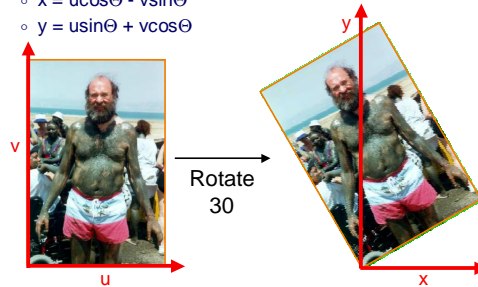 ◦ x = ucosΘ - vsinΘ
◦ y = usinΘ + vcosΘ
v
u
Rotate
30
y
x